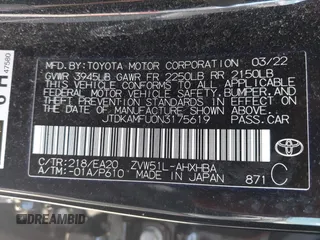 MFD.BY:TOYOTA MOTOR CORPORATION 03/22
GVWR 3945LB GAWR FR 2250LB RR 2150LB
THIS VEHICLE CONFORMS TO ALL APPLICABLE
FEDERAL MOTOR VEHICLE SAFETY, BUMPER, AND
THEFT PREVENTION STANDARDS IN EFFECT ON
THE DATE OF MANUFACTURE SHOWN ABOVE.
JTDKAMFU0N3175619 PASS.CAR
C/TR:218/EA20 ZVW51L-AHXHBA
A/TM:-01A/P610 MADE IN JAPAN 871 C
TOYOTA
47580
DREAMBID